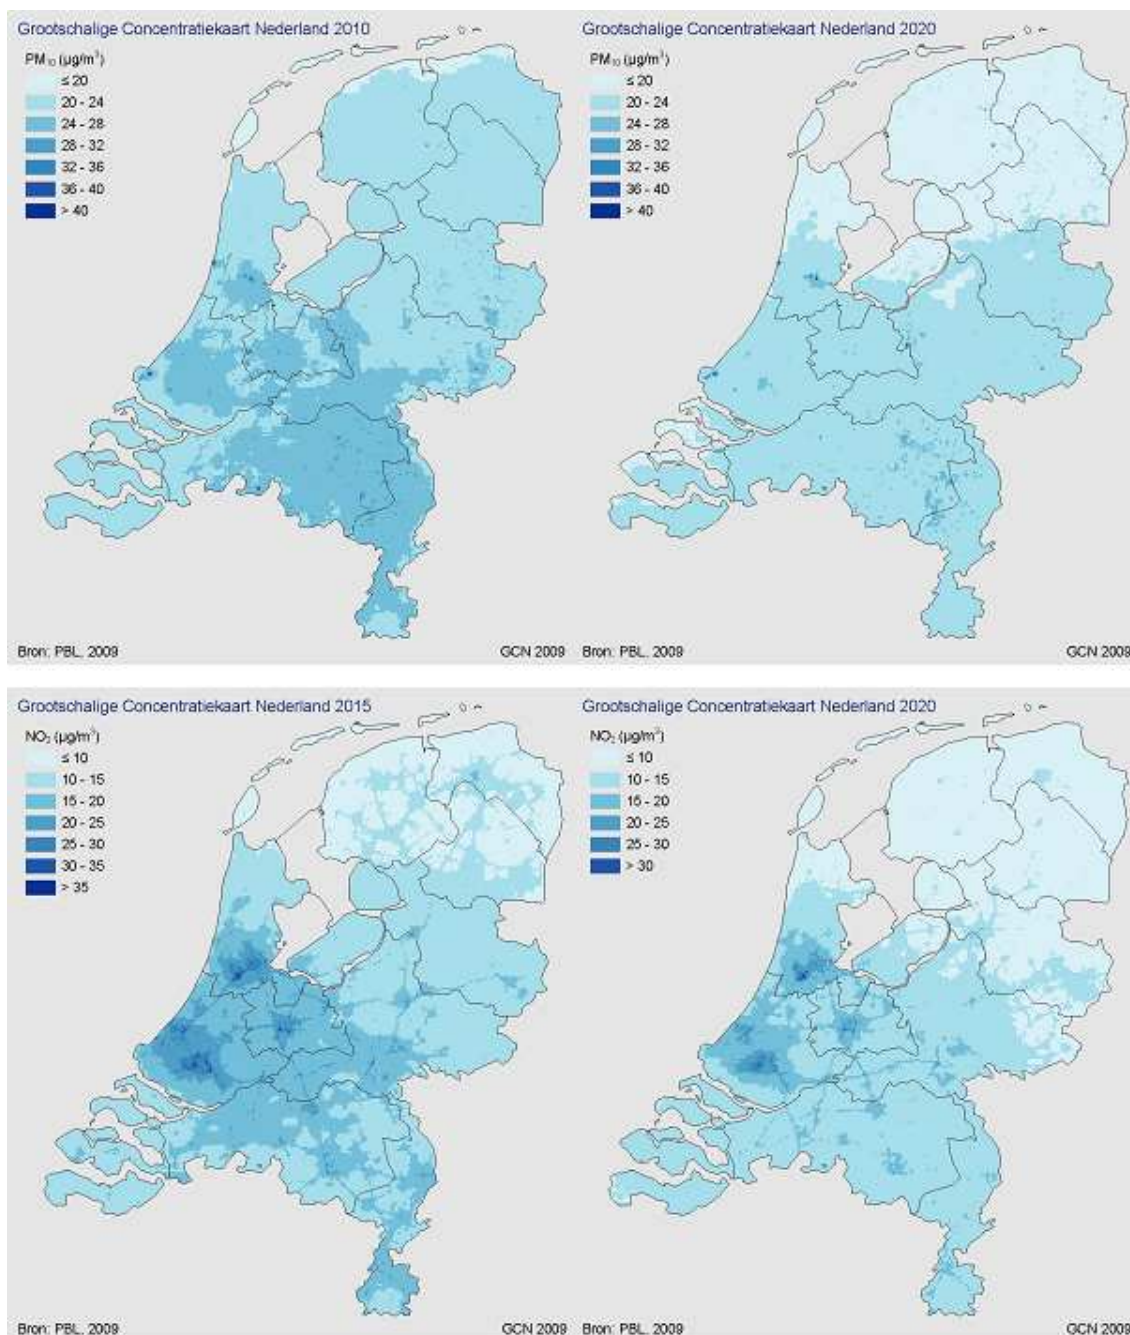 Grootschalige Concentratiekaart Nederland 2010
PM₁₀ (µg/m³)
≤ 20
20 - 24
24 - 28
28 - 32
32 - 36
36 - 40
> 40
Bron: PBL, 2009
GCN 2009
Grootschalige Concentratiekaart Nederland 2020
PM₁₀ (µg/m³)
≤ 20
20 - 24
24 - 28
28 - 32
32 - 36
36 - 40
> 40
Bron: PBL, 2009
GCN 2009
Grootschalige Concentratiekaart Nederland 2015
NO₂ (µg/m³)
≤ 10
10 - 15
15 - 20
20 - 25
25 - 30
30 - 35
> 35
Bron: PBL, 2009
GCN 2009
Grootschalige Concentratiekaart Nederland 2020
NO₂ (µg/m³)
≤ 10
10 - 15
15 - 20
20 - 25
25 - 30
> 30
Bron: PBL, 2009
GCN 2009